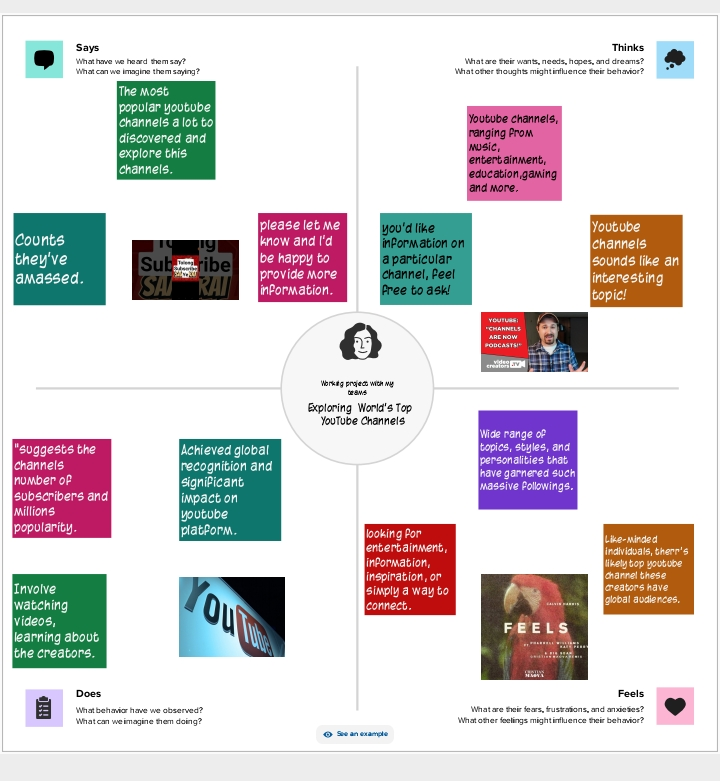 Says
What have we heard them say?
What can we imagine them saying?
Thinks
What are their wants, needs, hopes, and dreams?
What other thoughts might influence their behavior?
The most
popular youtube
channels a lot to
discovered and
explore this
channels.
Youtube channels,
ranging from
music,
entertainment,
education,gaming
and more.
Counts
they've
amassed.
Tolong
Subscribe
Tolong
Subscribe
please let me
know and I'd
be happy to
provide more
information.
you'd like
information on
a particular
channel, feel
free to ask!
Youtube
channels
sounds like an
interesting
topic!
YOUTUBE:
"CHANNELS
ARE NOW
PODCASTS!"
video
creators TV
Working project with my
teams
Exploring World's Top
YouTube Channels
"Suggests the
channels
number of
subscribers and
millions
popularity.
Achieved global
recognition and
significant
impact on
youtube
platform.
Wide range of
topics, styles, and
personalities that
have garnered such
massive followings.
looking for
entertainment,
information,
inspiration, or
simply a way to
connect.
Like-minded
individuals, therr's
likely top youtube
channel these
creators have
global audiences.
Involve
watching
videos,
learning about
the creators.
YouTube
CALVIN HARRIS
FEELS
Does
What behavior have we observed?
What can we imagine them doing?
Feels
What are their fears, frustrations, and anxieties?
What other feelings might influence their behavior?
See an example